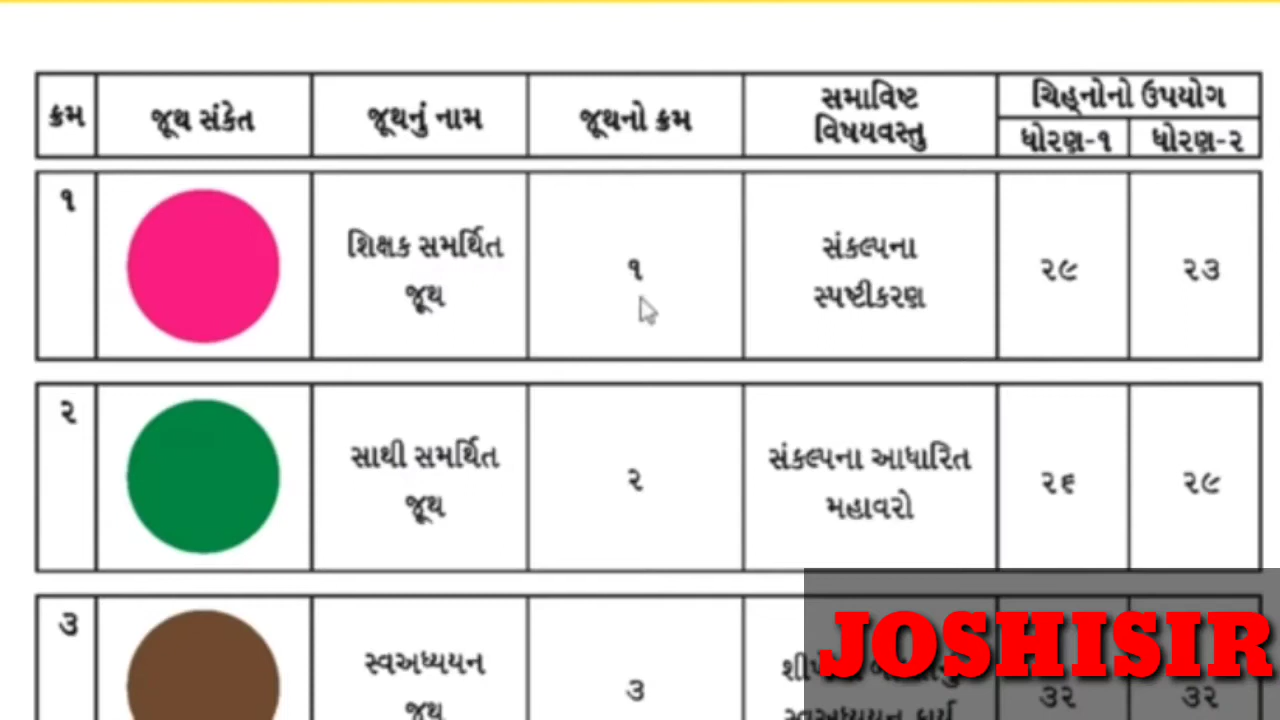 ક્રમ જૂથ સંકેત જૂથનું નામ જૂથનો ક્રમ સમાવિષ્ટ વિષયવસ્તુ ચિહ્નોનો ઉપયોગ
ધોરણ-૧ ધોરણ-૨
૧ શિક્ષક સમર્થિત ૧ સંકલ્પના ૨૯ ૨૩
જૂથ સ્પષ્ટીકરણ
૨ સાથી સમર્થિત ૨ સંકલ્પના આધારિત ૨૬ ૨૯
જૂથ મહાવરો
૩ સ્વઅધ્યયન ૩ ૩૨ ૩૨
જૂથ સ્વઅધ્યયન કાર્ય
JOSHISIR